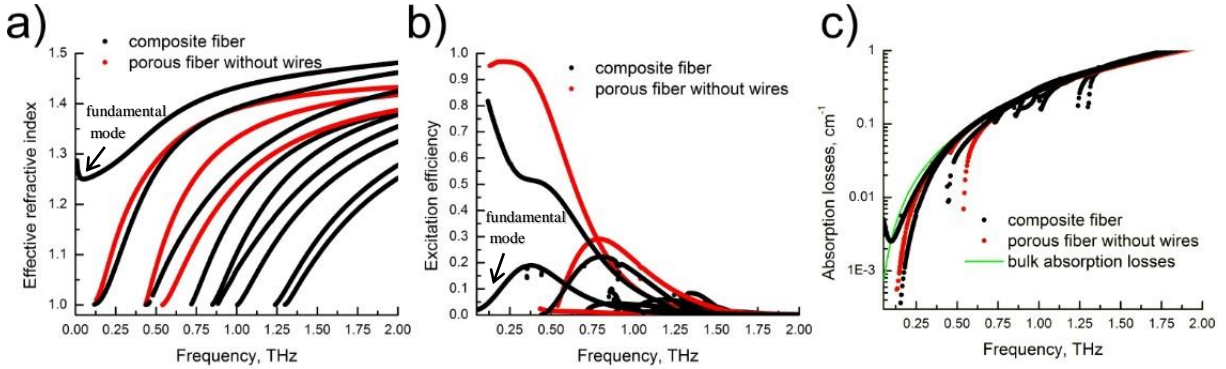 a)
composite fiber
porous fiber without wires
fundamental
mode
Effective refractive index
1.5
1.4
1.3
1.2
1.1
1.0
0.00 0.25 0.50 0.75 1.00 1.25 1.50 1.75 2.00
Frequency, THz
b)
composite fiber
porous fiber without wires
fundamental
mode
Excitation efficiency
1.0
0.9
0.8
0.7
0.6
0.5
0.4
0.3
0.2
0.1
0.0
0.25 0.50 0.75 1.00 1.25 1.50 1.75 2.00
Frequency, THz
c)
Absorption losses, cm⁻¹
1
0.1
0.01
1E-3
composite fiber
porous fiber without wires
bulk absorption losses
0.25 0.50 0.75 1.00 1.25 1.50 1.75 2.00
Frequency, THz